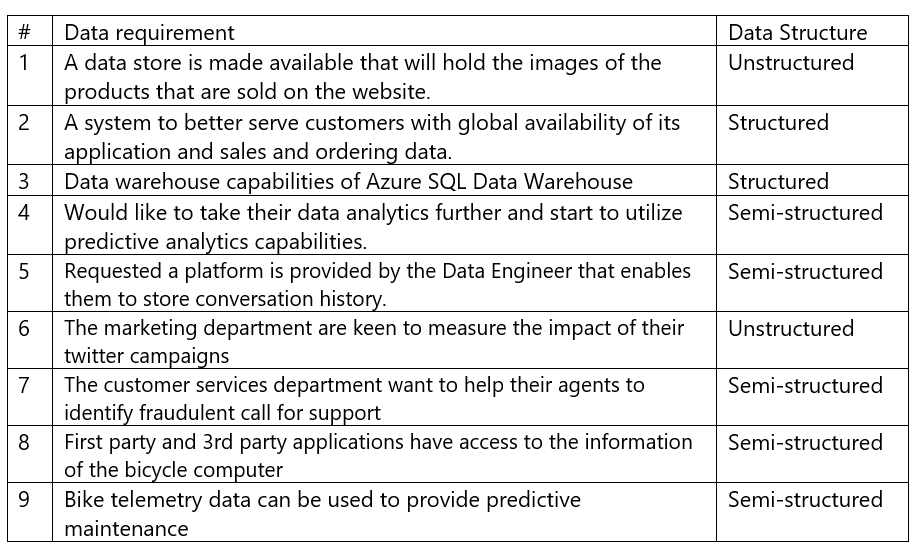 # Data requirement Data Structure
1 A data store is made available that will hold the images of the Unstructured
products that are sold on the website.
2 A system to better serve customers with global availability of its Structured
application and sales and ordering data.
3 Data warehouse capabilities of Azure SQL Data Warehouse Structured
4 Would like to take their data analytics further and start to utilize Semi-structured
predictive analytics capabilities.
5 Requested a platform is provided by the Data Engineer that enables Semi-structured
them to store conversation history.
6 The marketing department are keen to measure the impact of their Unstructured
twitter campaigns
7 The customer services department want to help their agents to Semi-structured
identify fraudulent call for support
8 First party and 3rd party applications have access to the information Semi-structured
of the bicycle computer
9 Bike telemetry data can be used to provide predictive Semi-structured
maintenance